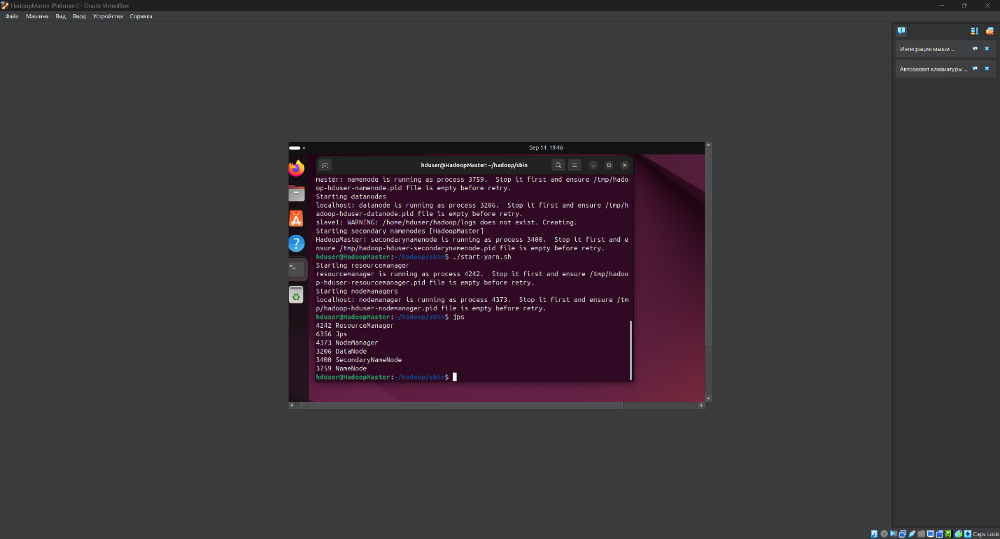 HadoopMaster [Работает] - Oracle VirtualBox
Файл Машина Вид Ввод Устройства Справка
Интеграция мыши ...
Автозахват клавиатуры ...
Sep 14 19:46
hduser@HadoopMaster: ~/hadoop/sbin
master: namenode is running as process 3759.  Stop it first and ensure /tmp/hado
op-hduser-namenode.pid file is empty before retry.
Starting datanodes
localhost: datanode is running as process 3206.  Stop it first and ensure /tmp/h
adoop-hduser-datanode.pid file is empty before retry.
slave1: WARNING: /home/hduser/hadoop/logs does not exist. Creating.
Starting secondary namenodes [HadoopMaster]
HadoopMaster: secondarynamenode is running as process 3400.  Stop it first and e
nsure /tmp/hadoop-hduser-secondarynamenode.pid file is empty before retry.
hduser@HadoopMaster:~/hadoop/sbin$ ./start-yarn.sh
Starting resourcemanager
resourcemanager is running as process 4242.  Stop it first and ensure /tmp/hadoo
p-hduser-resourcemanager.pid file is empty before retry.
Starting nodemanagers
localhost: nodemanager is running as process 4373.  Stop it first and ensure /tm
p/hadoop-hduser-nodemanager.pid file is empty before retry.
hduser@HadoopMaster:~/hadoop/sbin$ jps
4242 ResourceManager
6356 Jps
4373 NodeManager
3206 DataNode
3400 SecondaryNameNode
3759 NameNode
hduser@HadoopMaster:~/hadoop/sbin$
Caps Lock